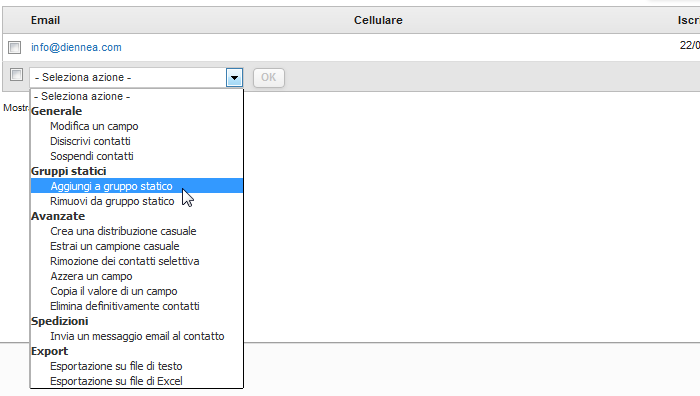 Email Cellulare Iscri
info@diennea.com 22/0
- Seleziona azione - OK
- Seleziona azione -
Mostr
Generale
Modifica un campo
Disiscrivi contatti
Sospendi contatti
Gruppi statici
Aggiungi a gruppo statico
Rimuovi da gruppo statico
Avanzate
Crea una distribuzione casuale
Estrai un campione casuale
Rimozione dei contatti selettiva
Azzera un campo
Copia il valore di un campo
Elimina definitivamente contatti
Spedizioni
Invia un messaggio email al contatto
Export
Esportazione su file di testo
Esportazione su file di Excel